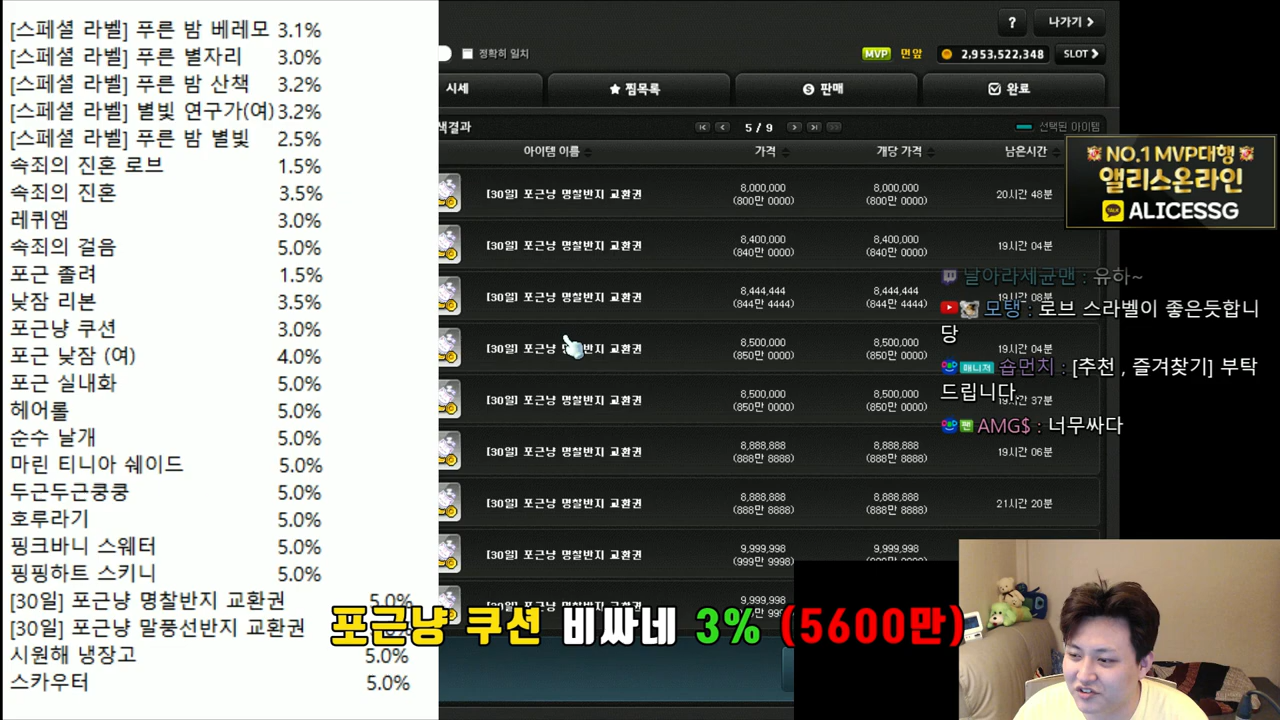 [스페셜 라벨] 푸른 밤 베레모 3.1%
[스페셜 라벨] 푸른 별자리 3.0%
[스페셜 라벨] 푸른 밤 산책 3.2%
[스페셜 라벨] 별빛 연구가(여) 3.2%
[스페셜 라벨] 푸른 밤 별빛 2.5%
속죄의 진혼 로브 1.5%
속죄의 진혼 3.5%
레퀴엠 3.0%
속죄의 걸음 5.0%
포근 졸려 1.5%
낮잠 리본 3.5%
포근냥 쿠션 3.0%
포근 낮잠 (여) 4.0%
포근 실내화 5.0%
헤어롤 5.0%
순수 날개 5.0%
마린 티니아 쉐이드 5.0%
두근두근쿵쿵 5.0%
호루라기 5.0%
핑크바니 스웨터 5.0%
핑핑하트 스키니 5.0%
[30일] 포근냥 명찰반지 교환권 5.0%
[30일] 포근냥 말풍선반지 교환권
시원해 냉장고 5.0%
스카우터 5.0%
? 나가기 >
정확히 일치 MVP 면앞 2,953,522,348 SLOT >
시세 ★ 찜목록 판매 완료
색결과 5 / 9 선택된 아이템
아이템 이름 가격 개당 가격 남은시간
[30일] 포근냥 명찰반지 교환권 8,000,000 (800만 0000) 8,000,000 (800만 0000) 20시간 48분
[30일] 포근냥 명찰반지 교환권 8,400,000 (840만 0000) 8,400,000 (840만 0000) 19시간 04분
[30일] 포근냥 명찰반지 교환권 8,444,444 (844만 4444) 8,444,444 (844만 4444) 19시간 08분
[30일] 포근냥 명찰반지 교환권 8,500,000 (850만 0000) 8,500,000 (850만 0000) 19시간 04분
[30일] 포근냥 명찰반지 교환권 8,500,000 (850만 0000) 8,500,000 (850만 0000) 37분
[30일] 포근냥 명찰반지 교환권 8,888,888 (888만 8888) 8,888,888 (888만 8888) 19시간 06분
[30일] 포근냥 명찰반지 교환권 8,888,888 (888만 8888) 8,888,888 (888만 8888) 21시간 20분
[30일] 포근냥 명찰반지 교환권 9,999,998 (999만 9998) 9,999,998
9,999,998 9,999,998
NO.1 MVP대행
앨리스온라인
TALK ALICESSG
날아라세균맨 : 유하~
모탱 : 로브 스라벨이 좋은듯합니
당
매니저 숍먼치 : [추천 , 즐겨찾기] 부탁
드립니다.
팬 AMG$ : 너무싸다
포근냥 쿠션 비싸네 3% (5600만)